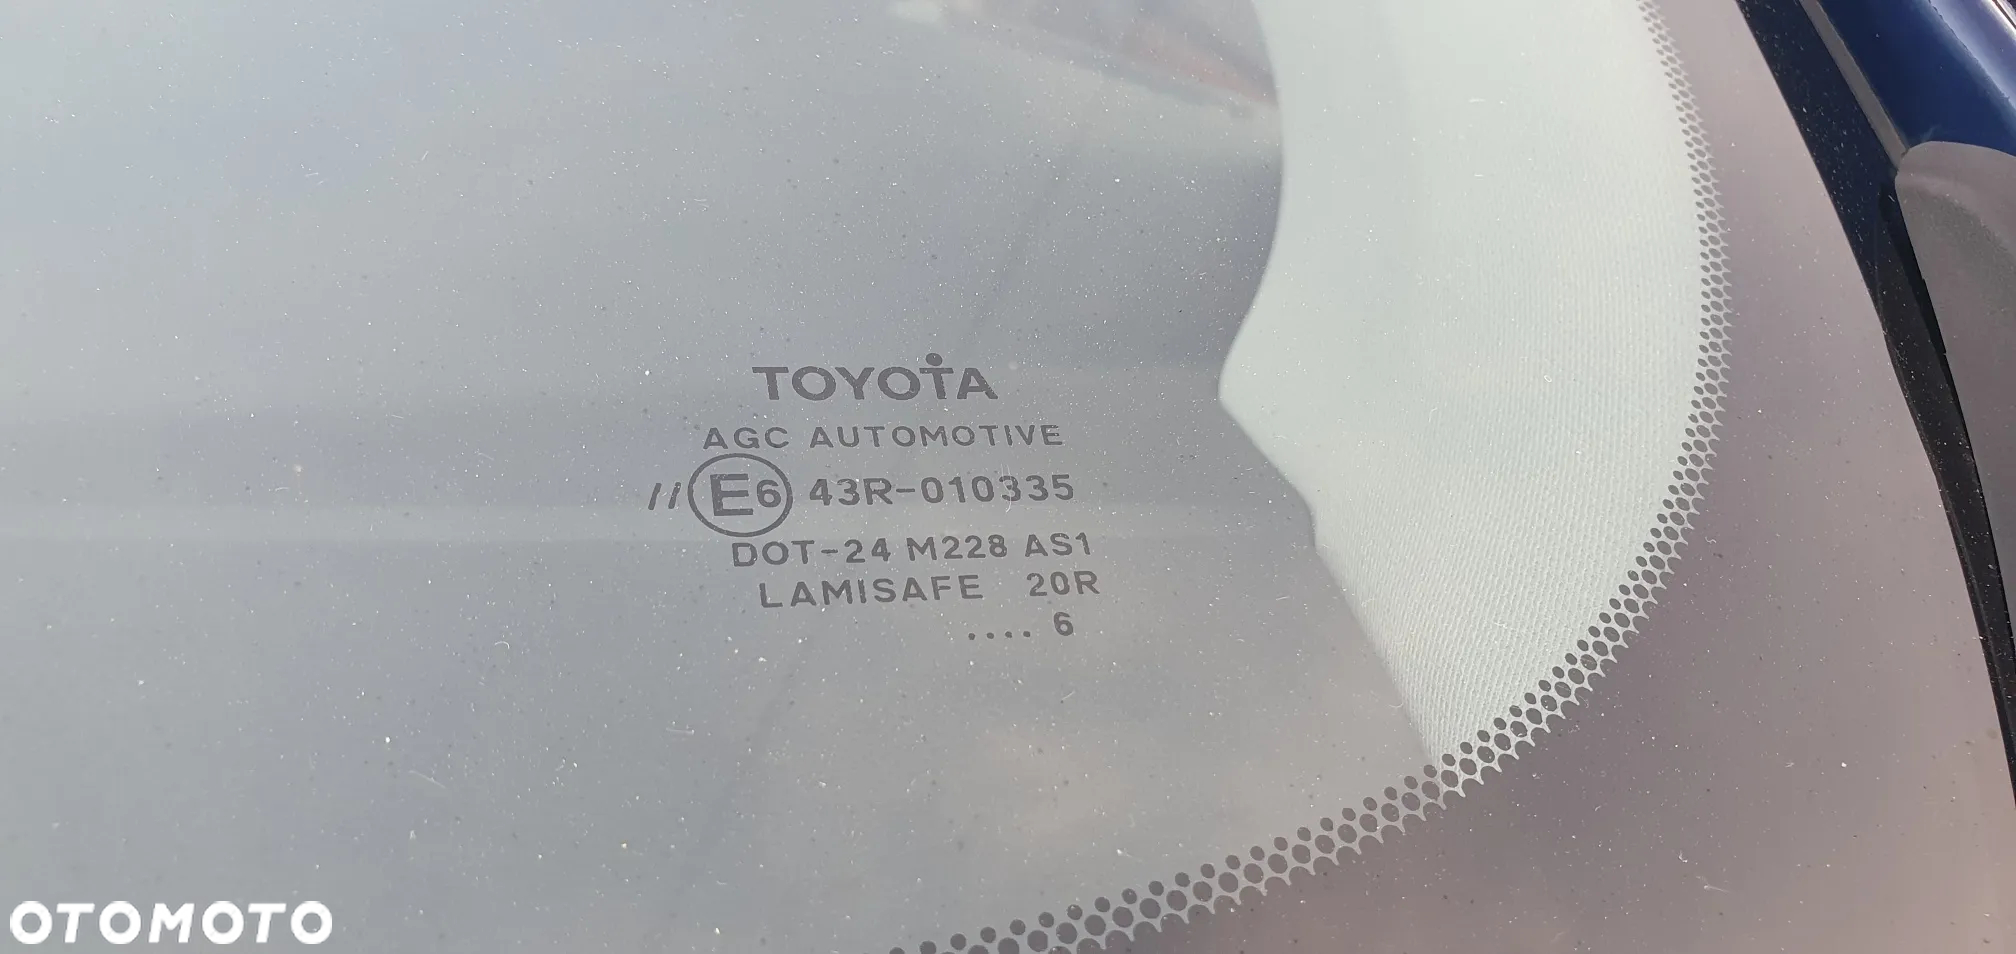 TOYOTA
AGC AUTOMOTIVE
// E6 43R-010335
DOT-24 M228 AS1
LAMISAFE 20R
.... 6
OTOMOTO